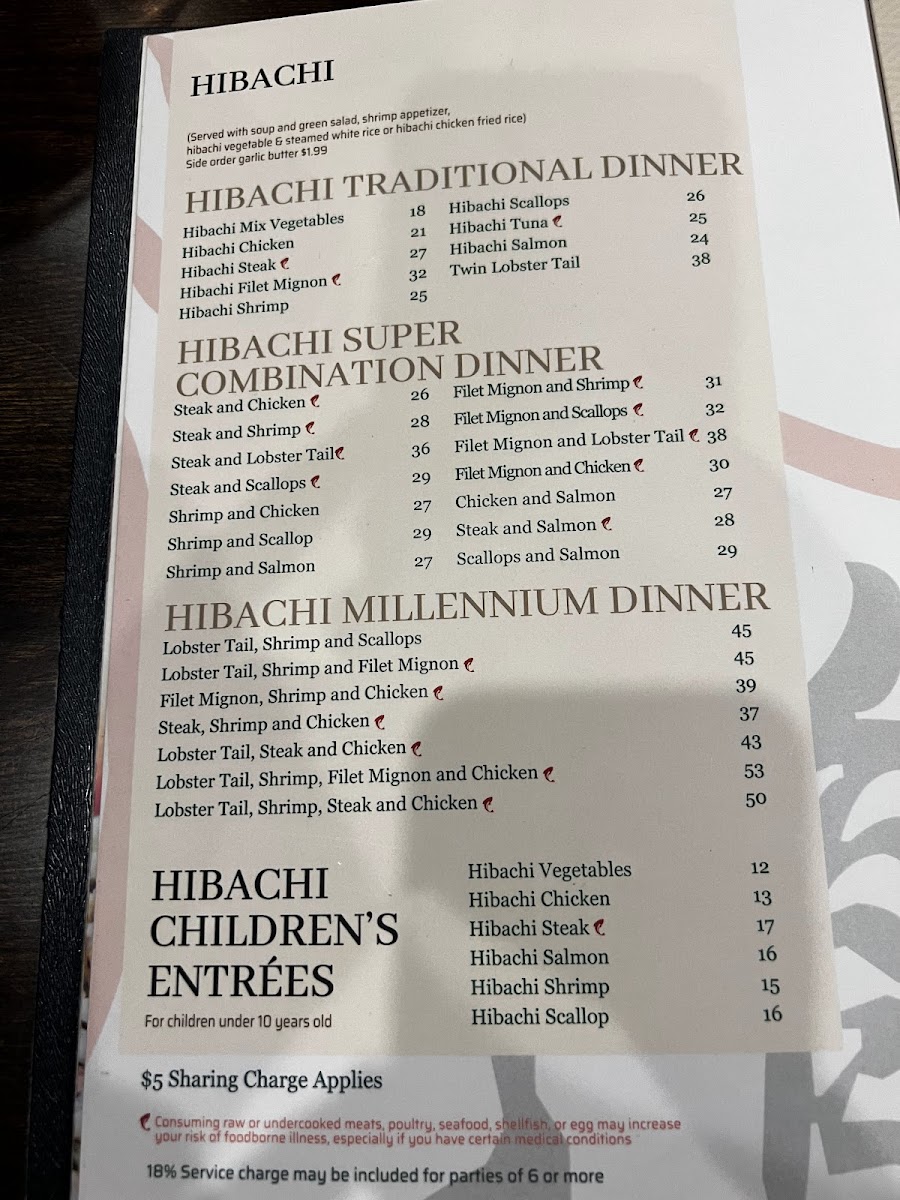 HIBACHI
(Served with soup and green salad, shrimp appetizer,
hibachi vegetable & steamed white rice or hibachi chicken fried rice)
Side order garlic butter $1.99
HIBACHI TRADITIONAL DINNER
Hibachi Mix Vegetables 18
Hibachi Chicken 21
Hibachi Steak 27
Hibachi Filet Mignon 32
Hibachi Shrimp 25
Hibachi Scallops 26
Hibachi Tuna 25
Hibachi Salmon 24
Twin Lobster Tail 38
HIBACHI SUPER
COMBINATION DINNER
Steak and Chicken 26
Steak and Shrimp 28
Steak and Lobster Tail 36
Steak and Scallops 29
Shrimp and Chicken 27
Shrimp and Scallop 29
Shrimp and Salmon 27
Filet Mignon and Shrimp 31
Filet Mignon and Scallops 32
Filet Mignon and Lobster Tail 38
Filet Mignon and Chicken 30
Chicken and Salmon 27
Steak and Salmon 28
Scallops and Salmon 29
HIBACHI MILLENNIUM DINNER
Lobster Tail, Shrimp and Scallops 45
Lobster Tail, Shrimp and Filet Mignon 45
Filet Mignon, Shrimp and Chicken 39
Steak, Shrimp and Chicken 37
Lobster Tail, Steak and Chicken 43
Lobster Tail, Shrimp, Filet Mignon and Chicken 53
Lobster Tail, Shrimp, Steak and Chicken 50
HIBACHI
CHILDREN'S
ENTRÉES
For children under 10 years old
Hibachi Vegetables 12
Hibachi Chicken 13
Hibachi Steak 17
Hibachi Salmon 16
Hibachi Shrimp 15
Hibachi Scallop 16
$5 Sharing Charge Applies
Consuming raw or undercooked meats, poultry, seafood, shellfish, or egg may increase
your risk of foodborne illness, especially if you have certain medical conditions
18% Service charge may be included for parties of 6 or more